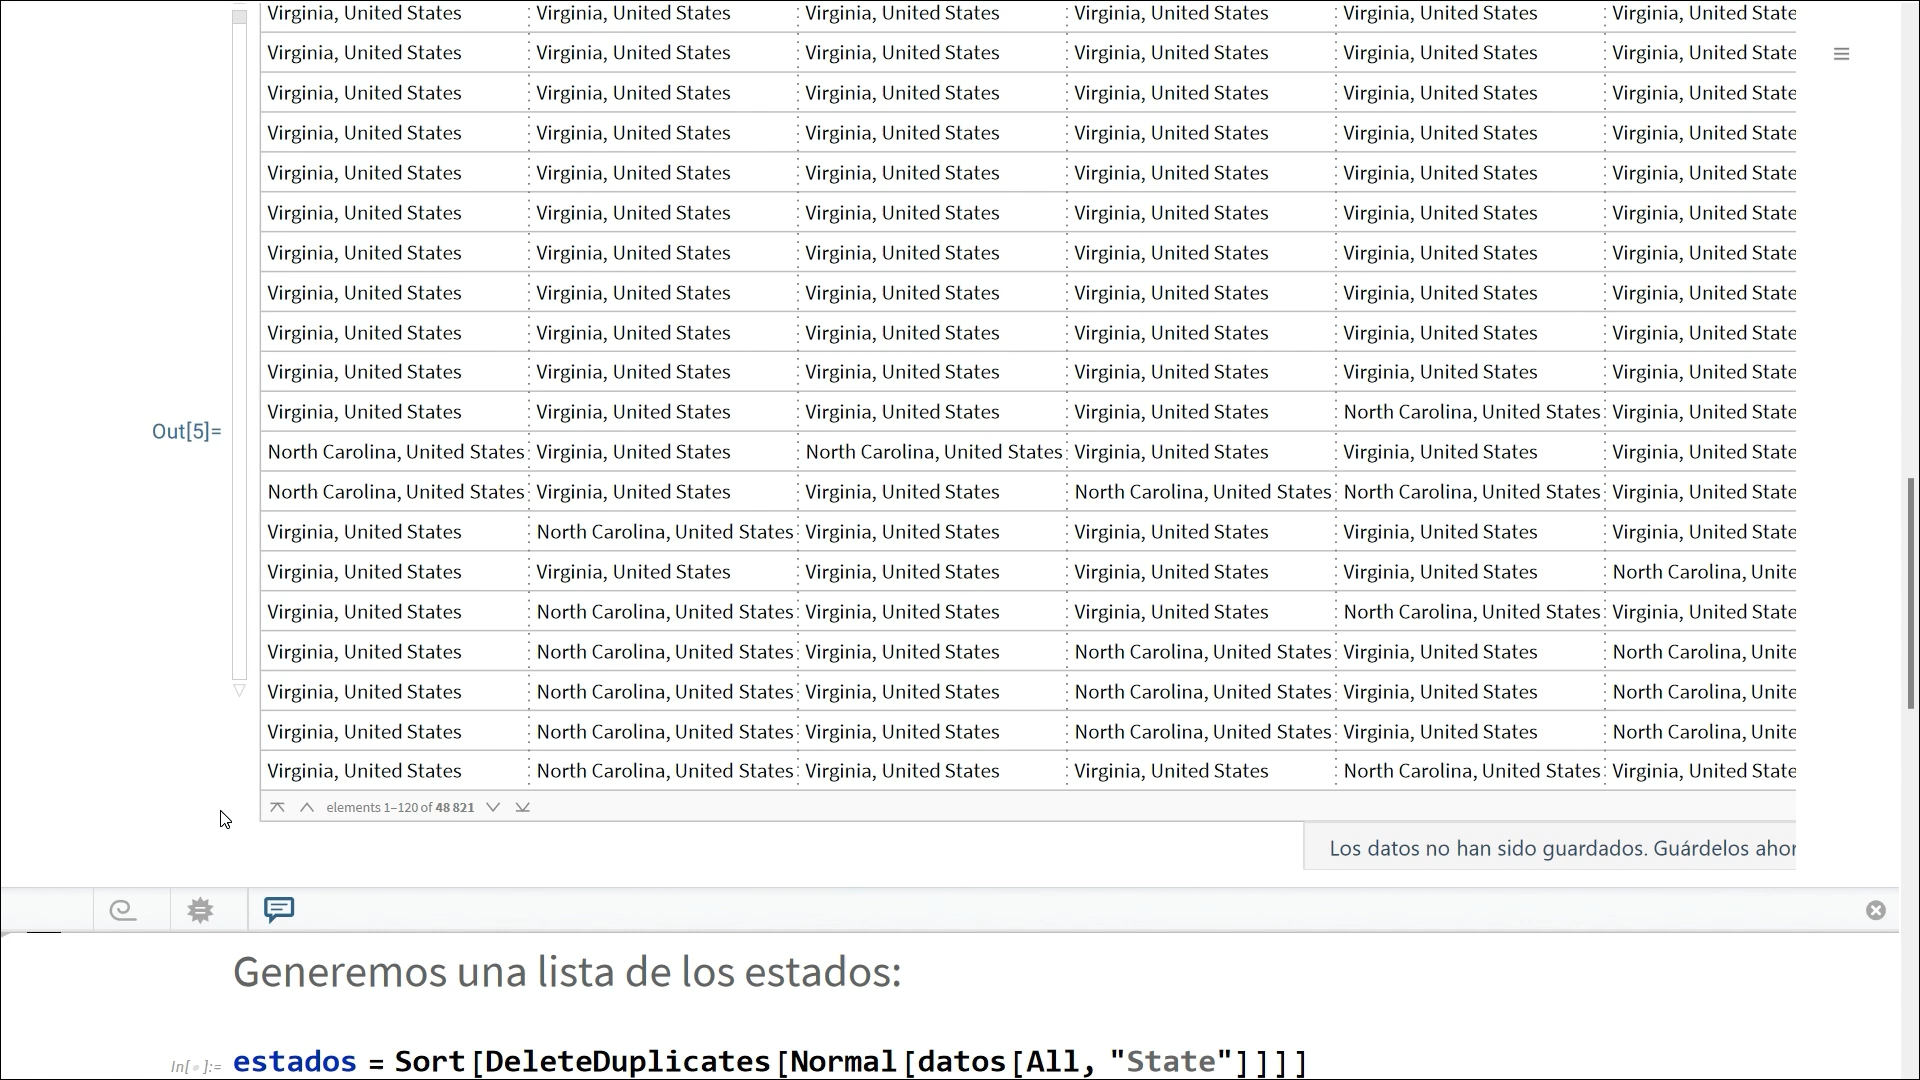 Virginia, United States Virginia, United States Virginia, United States Virginia, United States Virginia, United States Virginia, United State
Virginia, United States Virginia, United States Virginia, United States Virginia, United States Virginia, United States Virginia, United State
Virginia, United States Virginia, United States Virginia, United States Virginia, United States Virginia, United States Virginia, United State
Virginia, United States Virginia, United States Virginia, United States Virginia, United States Virginia, United States Virginia, United State
Virginia, United States Virginia, United States Virginia, United States Virginia, United States Virginia, United States Virginia, United State
Virginia, United States Virginia, United States Virginia, United States Virginia, United States Virginia, United States Virginia, United State
Virginia, United States Virginia, United States Virginia, United States Virginia, United States Virginia, United States Virginia, United State
Virginia, United States Virginia, United States Virginia, United States Virginia, United States Virginia, United States Virginia, United State
Virginia, United States Virginia, United States Virginia, United States Virginia, United States Virginia, United States Virginia, United State
Virginia, United States Virginia, United States Virginia, United States Virginia, United States Virginia, United States Virginia, United State
Virginia, United States Virginia, United States Virginia, United States Virginia, United States North Carolina, United States Virginia, United State
Out[5]=
North Carolina, United States Virginia, United States North Carolina, United States Virginia, United States Virginia, United States Virginia, United State
North Carolina, United States Virginia, United States Virginia, United States North Carolina, United States North Carolina, United States Virginia, United State
Virginia, United States North Carolina, United States Virginia, United States Virginia, United States Virginia, United States Virginia, United State
Virginia, United States Virginia, United States Virginia, United States Virginia, United States Virginia, United States North Carolina, Unite
Virginia, United States North Carolina, United States Virginia, United States Virginia, United States North Carolina, United States Virginia, United State
Virginia, United States North Carolina, United States Virginia, United States North Carolina, United States Virginia, United States North Carolina, Unite
Virginia, United States North Carolina, United States Virginia, United States North Carolina, United States Virginia, United States North Carolina, Unite
Virginia, United States North Carolina, United States Virginia, United States North Carolina, United States Virginia, United States North Carolina, Unite
Virginia, United States North Carolina, United States Virginia, United States Virginia, United States North Carolina, United States Virginia, United State
elements 1–120 of 48 821
Los datos no han sido guardados. Guárdelos ahor
Generemos una lista de los estados:
In[ ]:= estados = Sort[DeleteDuplicates[Normal[datos[All, "State"]]]]